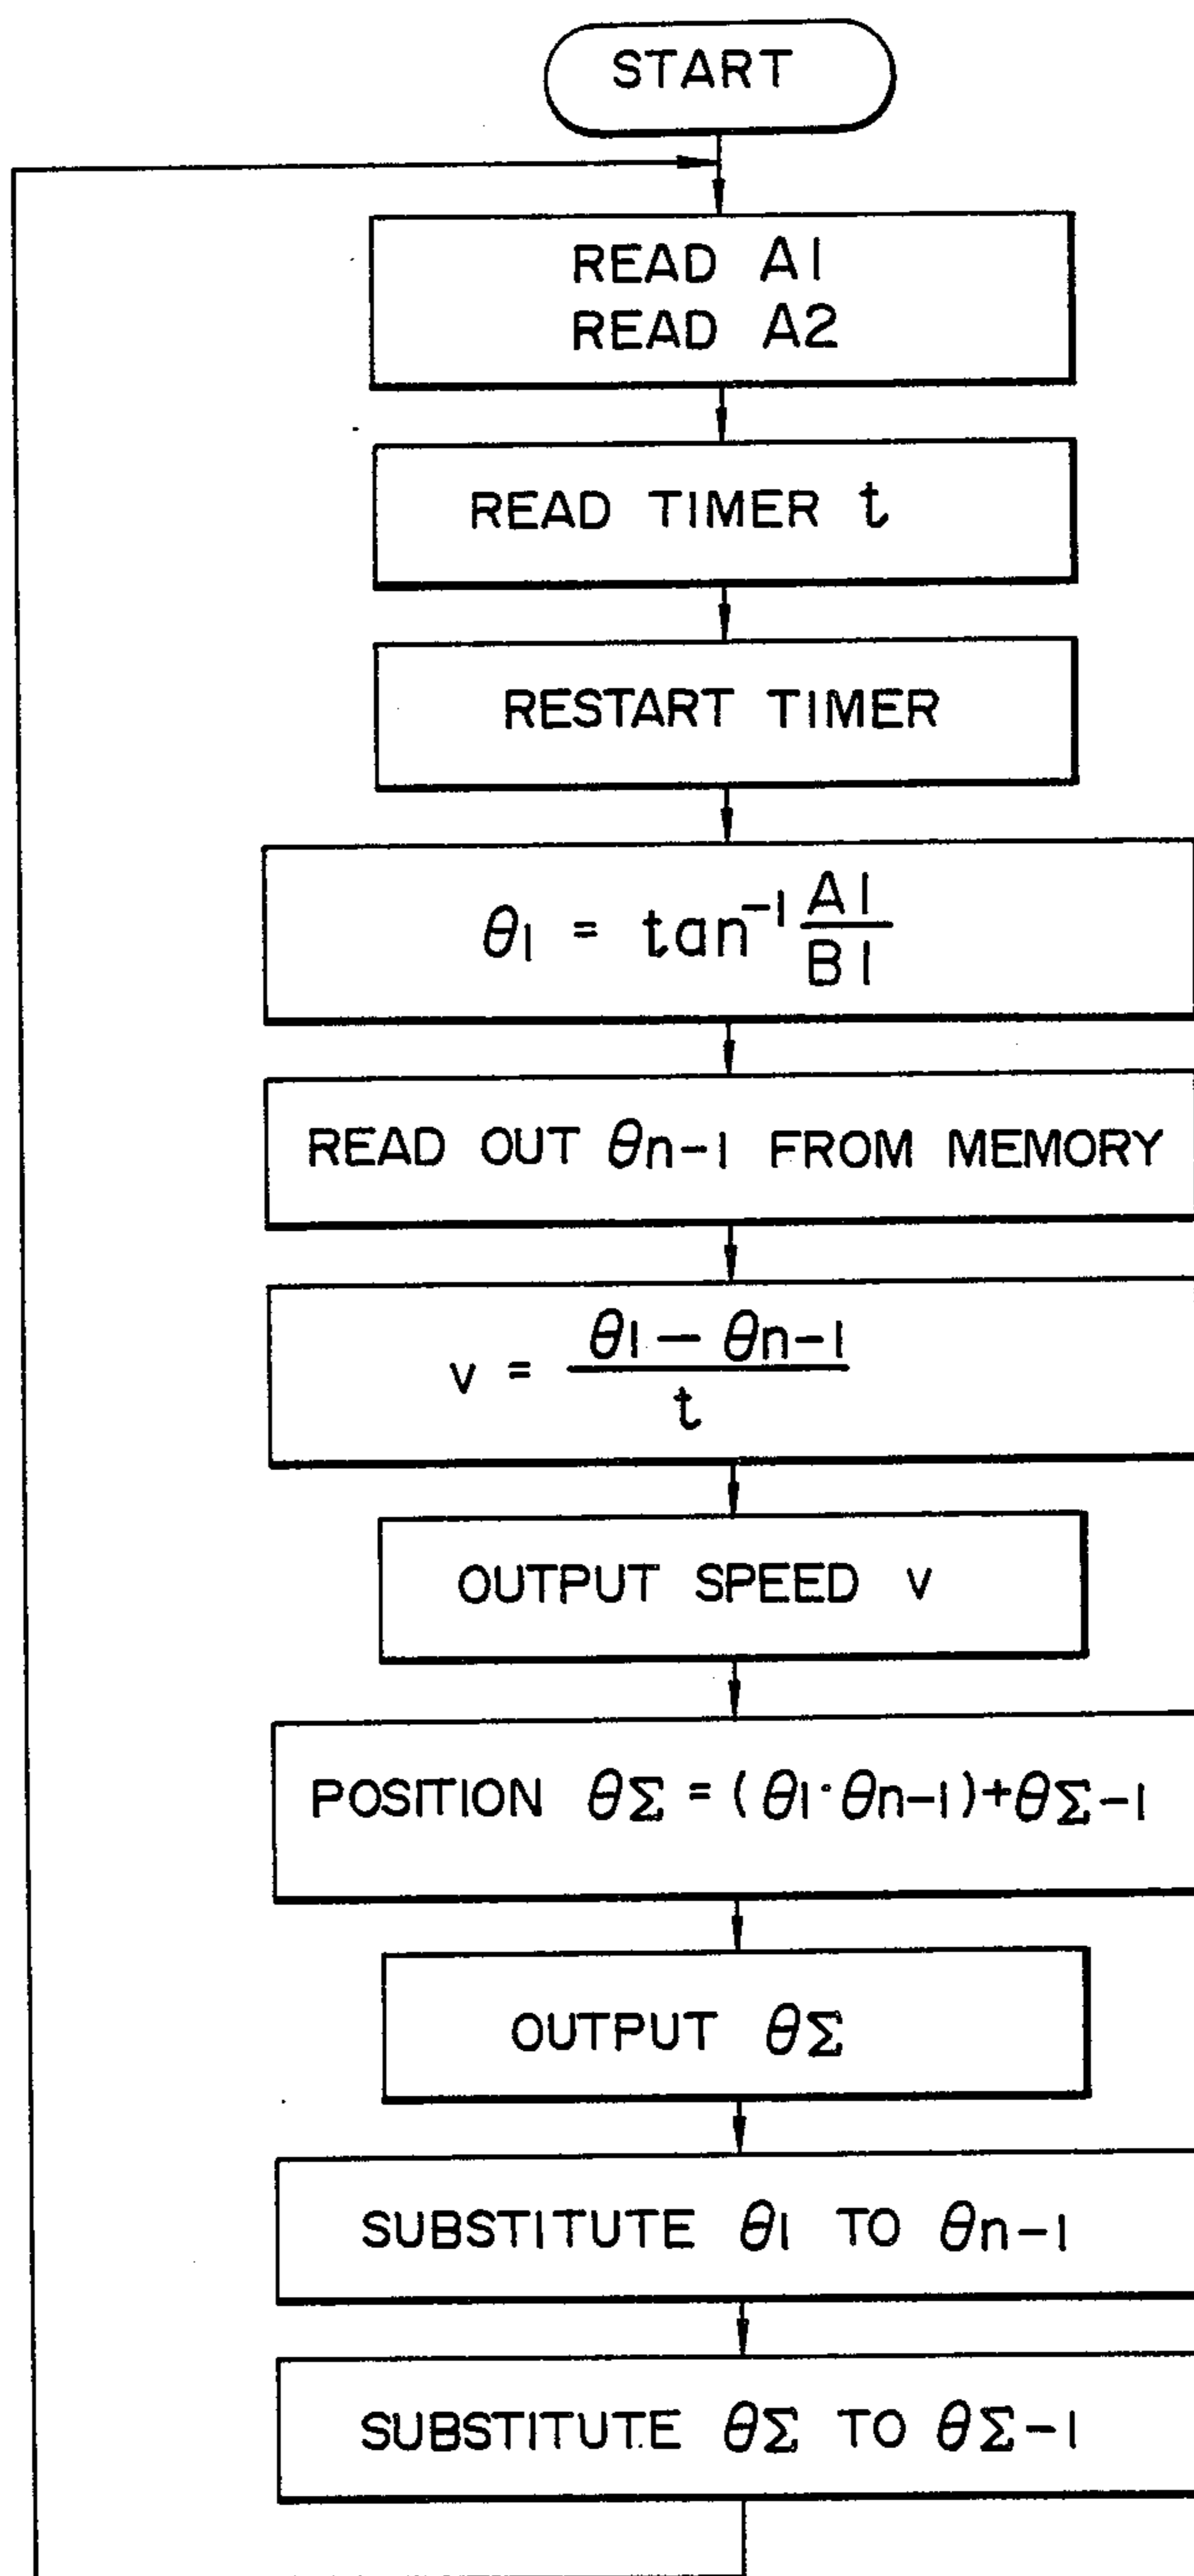 START
READ A1
READ A2
READ TIMER t
RESTART TIMER
θ1 = tan⁻¹ A1/B1
READ OUT θn-1 FROM MEMORY
v = θ1 - θn-1 / t
OUTPUT SPEED v
POSITION θΣ = (θ1·θn-1)+θΣ-1
OUTPUT θΣ
SUBSTITUTE θ1 TO θn-1
SUBSTITUTE θΣ TO θΣ-1